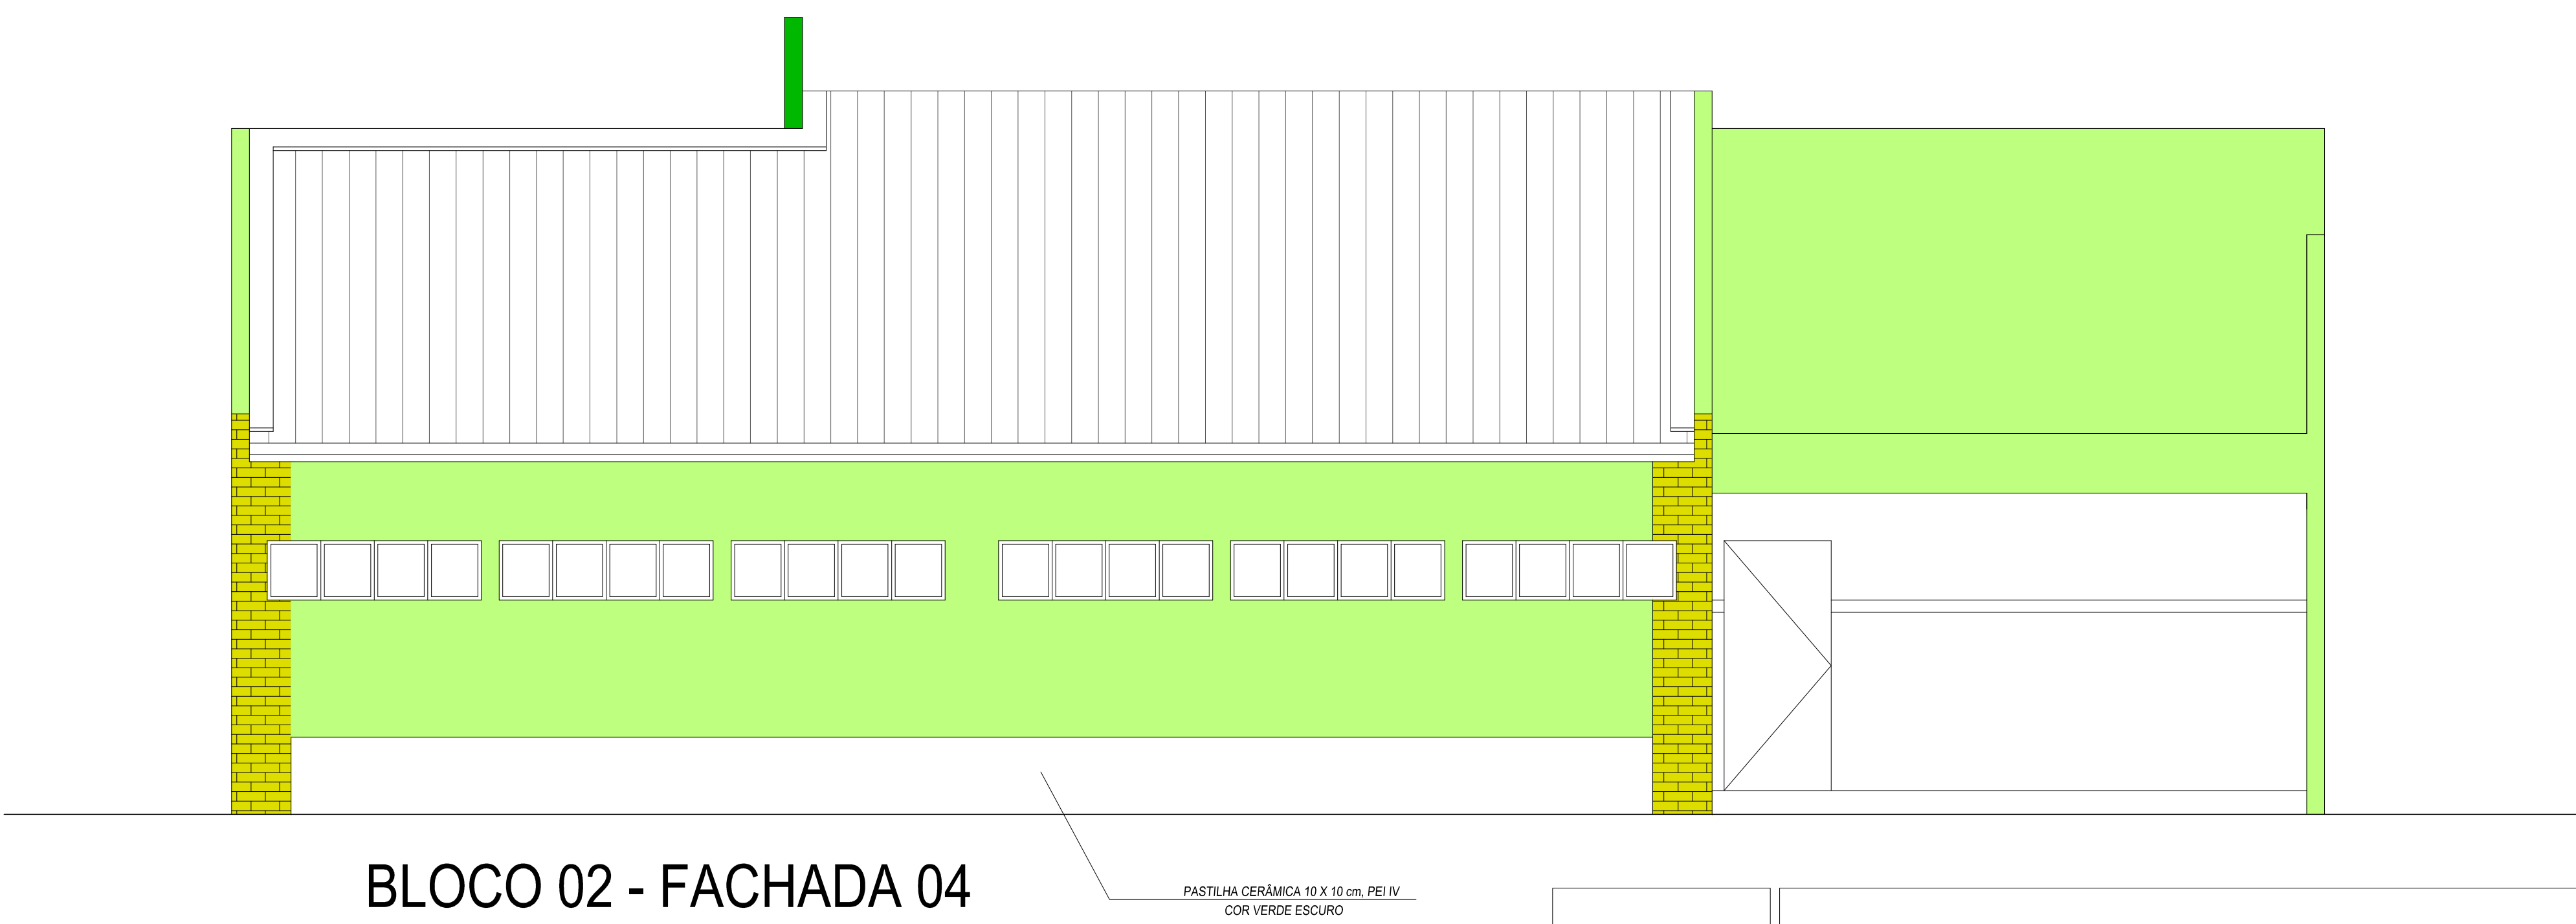 BLOCO 02 - FACHADA 04
PASTILHA CERÂMICA 10 X 10 cm, PEI IV
COR VERDE ESCURO